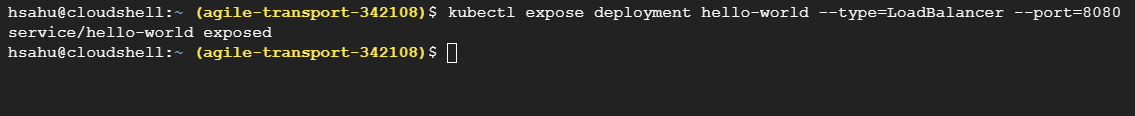 hsahu@cloudshell:~ (agile-transport-342108)$ kubectl expose deployment hello-world --type=LoadBalancer --port=8080
service/hello-world exposed
hsahu@cloudshell:~ (agile-transport-342108)$